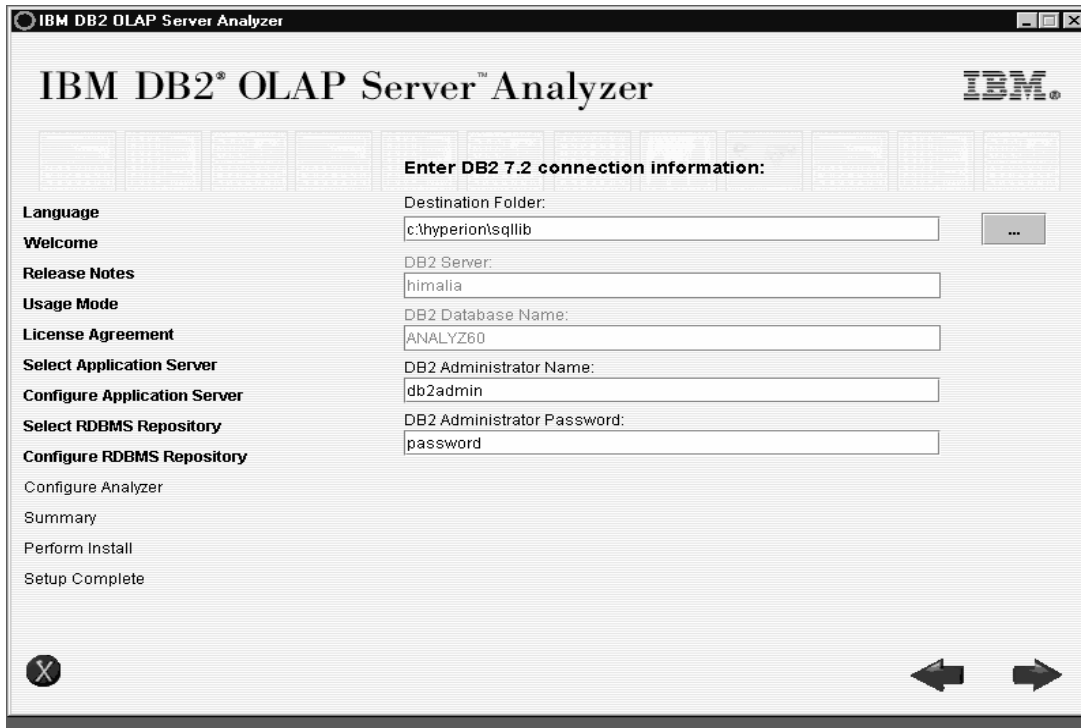 IBM DB2 OLAP Server Analyzer
IBM DB2® OLAP Server™ Analyzer
IBM®
Enter DB2 7.2 connection information:
Language
Welcome
Release Notes
Usage Mode
License Agreement
Select Application Server
Configure Application Server
Select RDBMS Repository
Configure RDBMS Repository
Configure Analyzer
Summary
Perform Install
Setup Complete
Destination Folder:
c:\hyperion\sqllib
...
DB2 Server:
himalia
DB2 Database Name:
ANALYZ60
DB2 Administrator Name:
db2admin
DB2 Administrator Password:
password
X